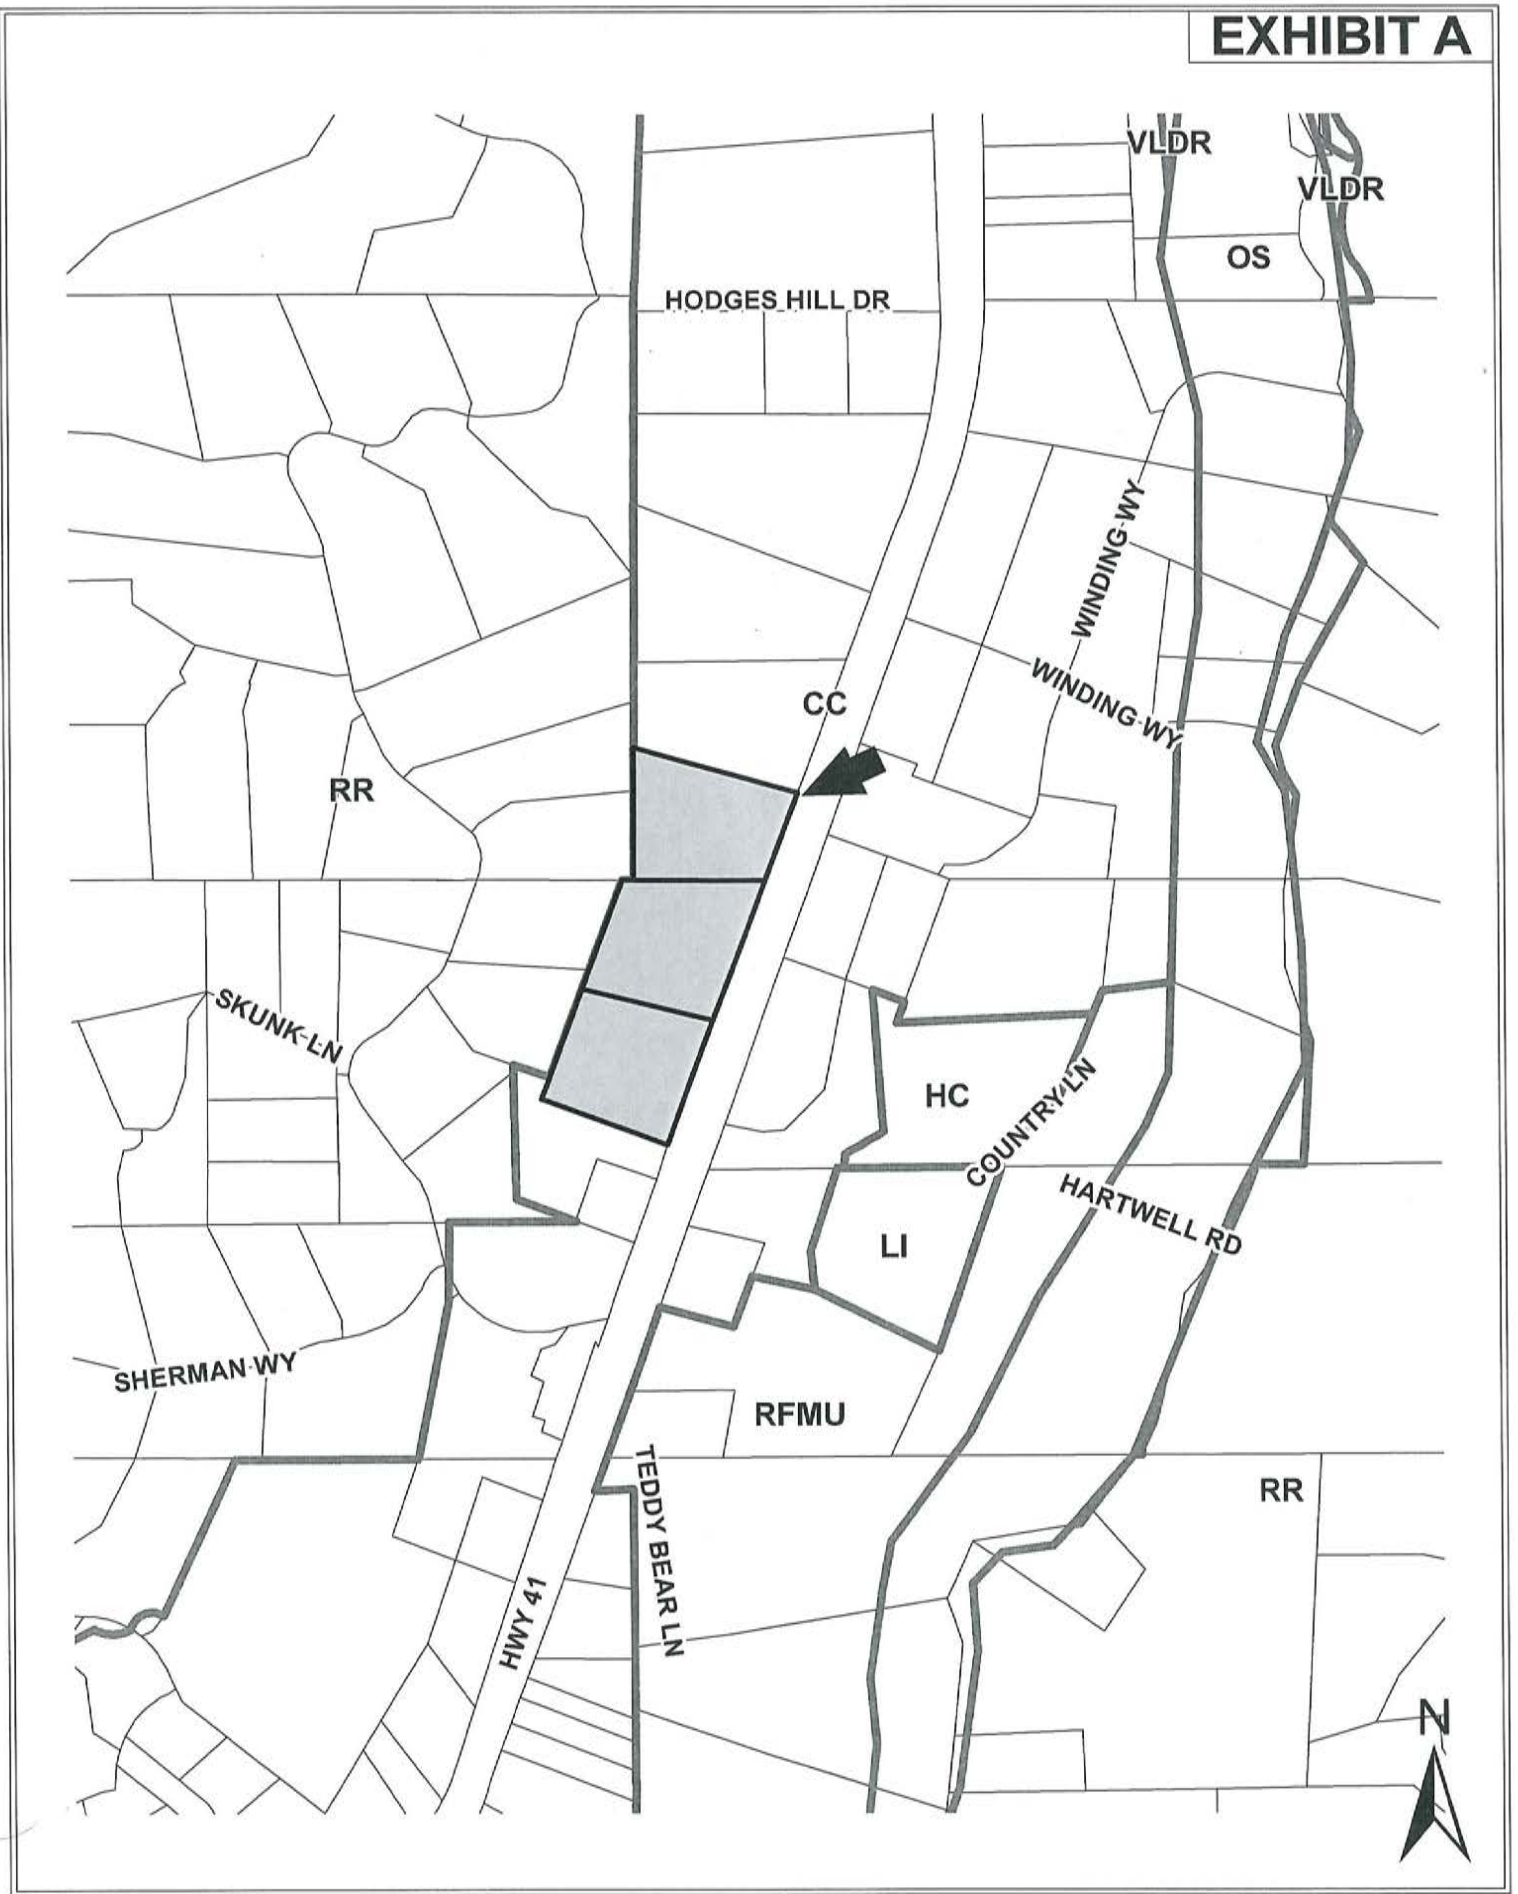 EXHIBIT A
VLDR
VLDR
OS
HODGES HILL DR
WINDING WY
WINDING WY
CC
RR
SKUNK LN
HC
COUNTRY LN
HARTWELL RD
LI
SHERMAN WY
RFMU
TEDDY BEAR LN
RR
HWY 41
N